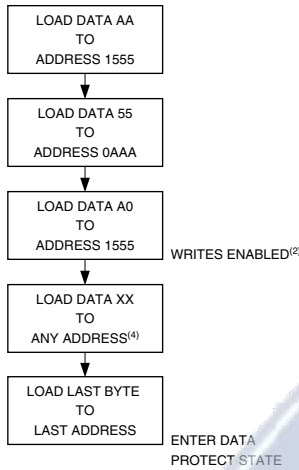 LOAD DATA AA
TO
ADDRESS 1555
LOAD DATA 55
TO
ADDRESS 0AAA
LOAD DATA A0
TO
ADDRESS 1555
WRITES ENABLED(2)
LOAD DATA XX
TO
ANY ADDRESS(4)
LOAD LAST BYTE
TO
LAST ADDRESS
ENTER DATA
PROTECT STATE